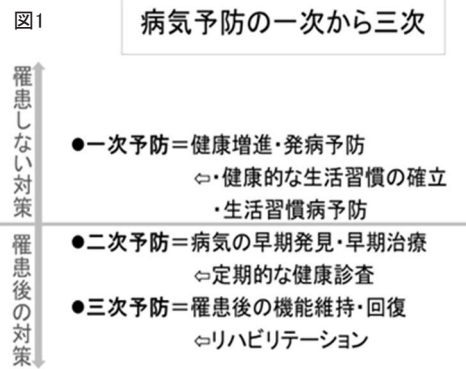 図1
病気予防の一次から三次
罹患しない対策
●一次予防＝健康増進・発病予防
⇦・健康的な生活習慣の確立
・生活習慣病予防
罹患後の対策
●二次予防＝病気の早期発見・早期治療
⇦定期的な健康診査
●三次予防＝罹患後の機能維持・回復
⇦リハビリテーション